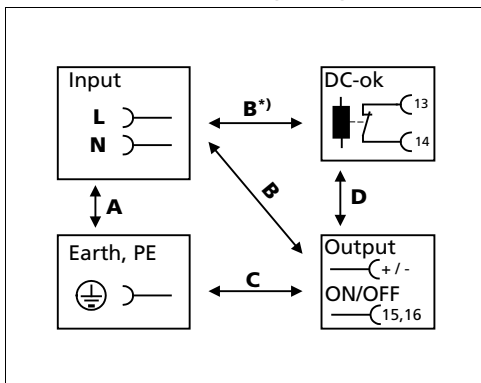 Input
L
N
B*)
DC-ok
13
14
A
B
D
Earth, PE
C
Output
+ / -
ON/OFF
15,16